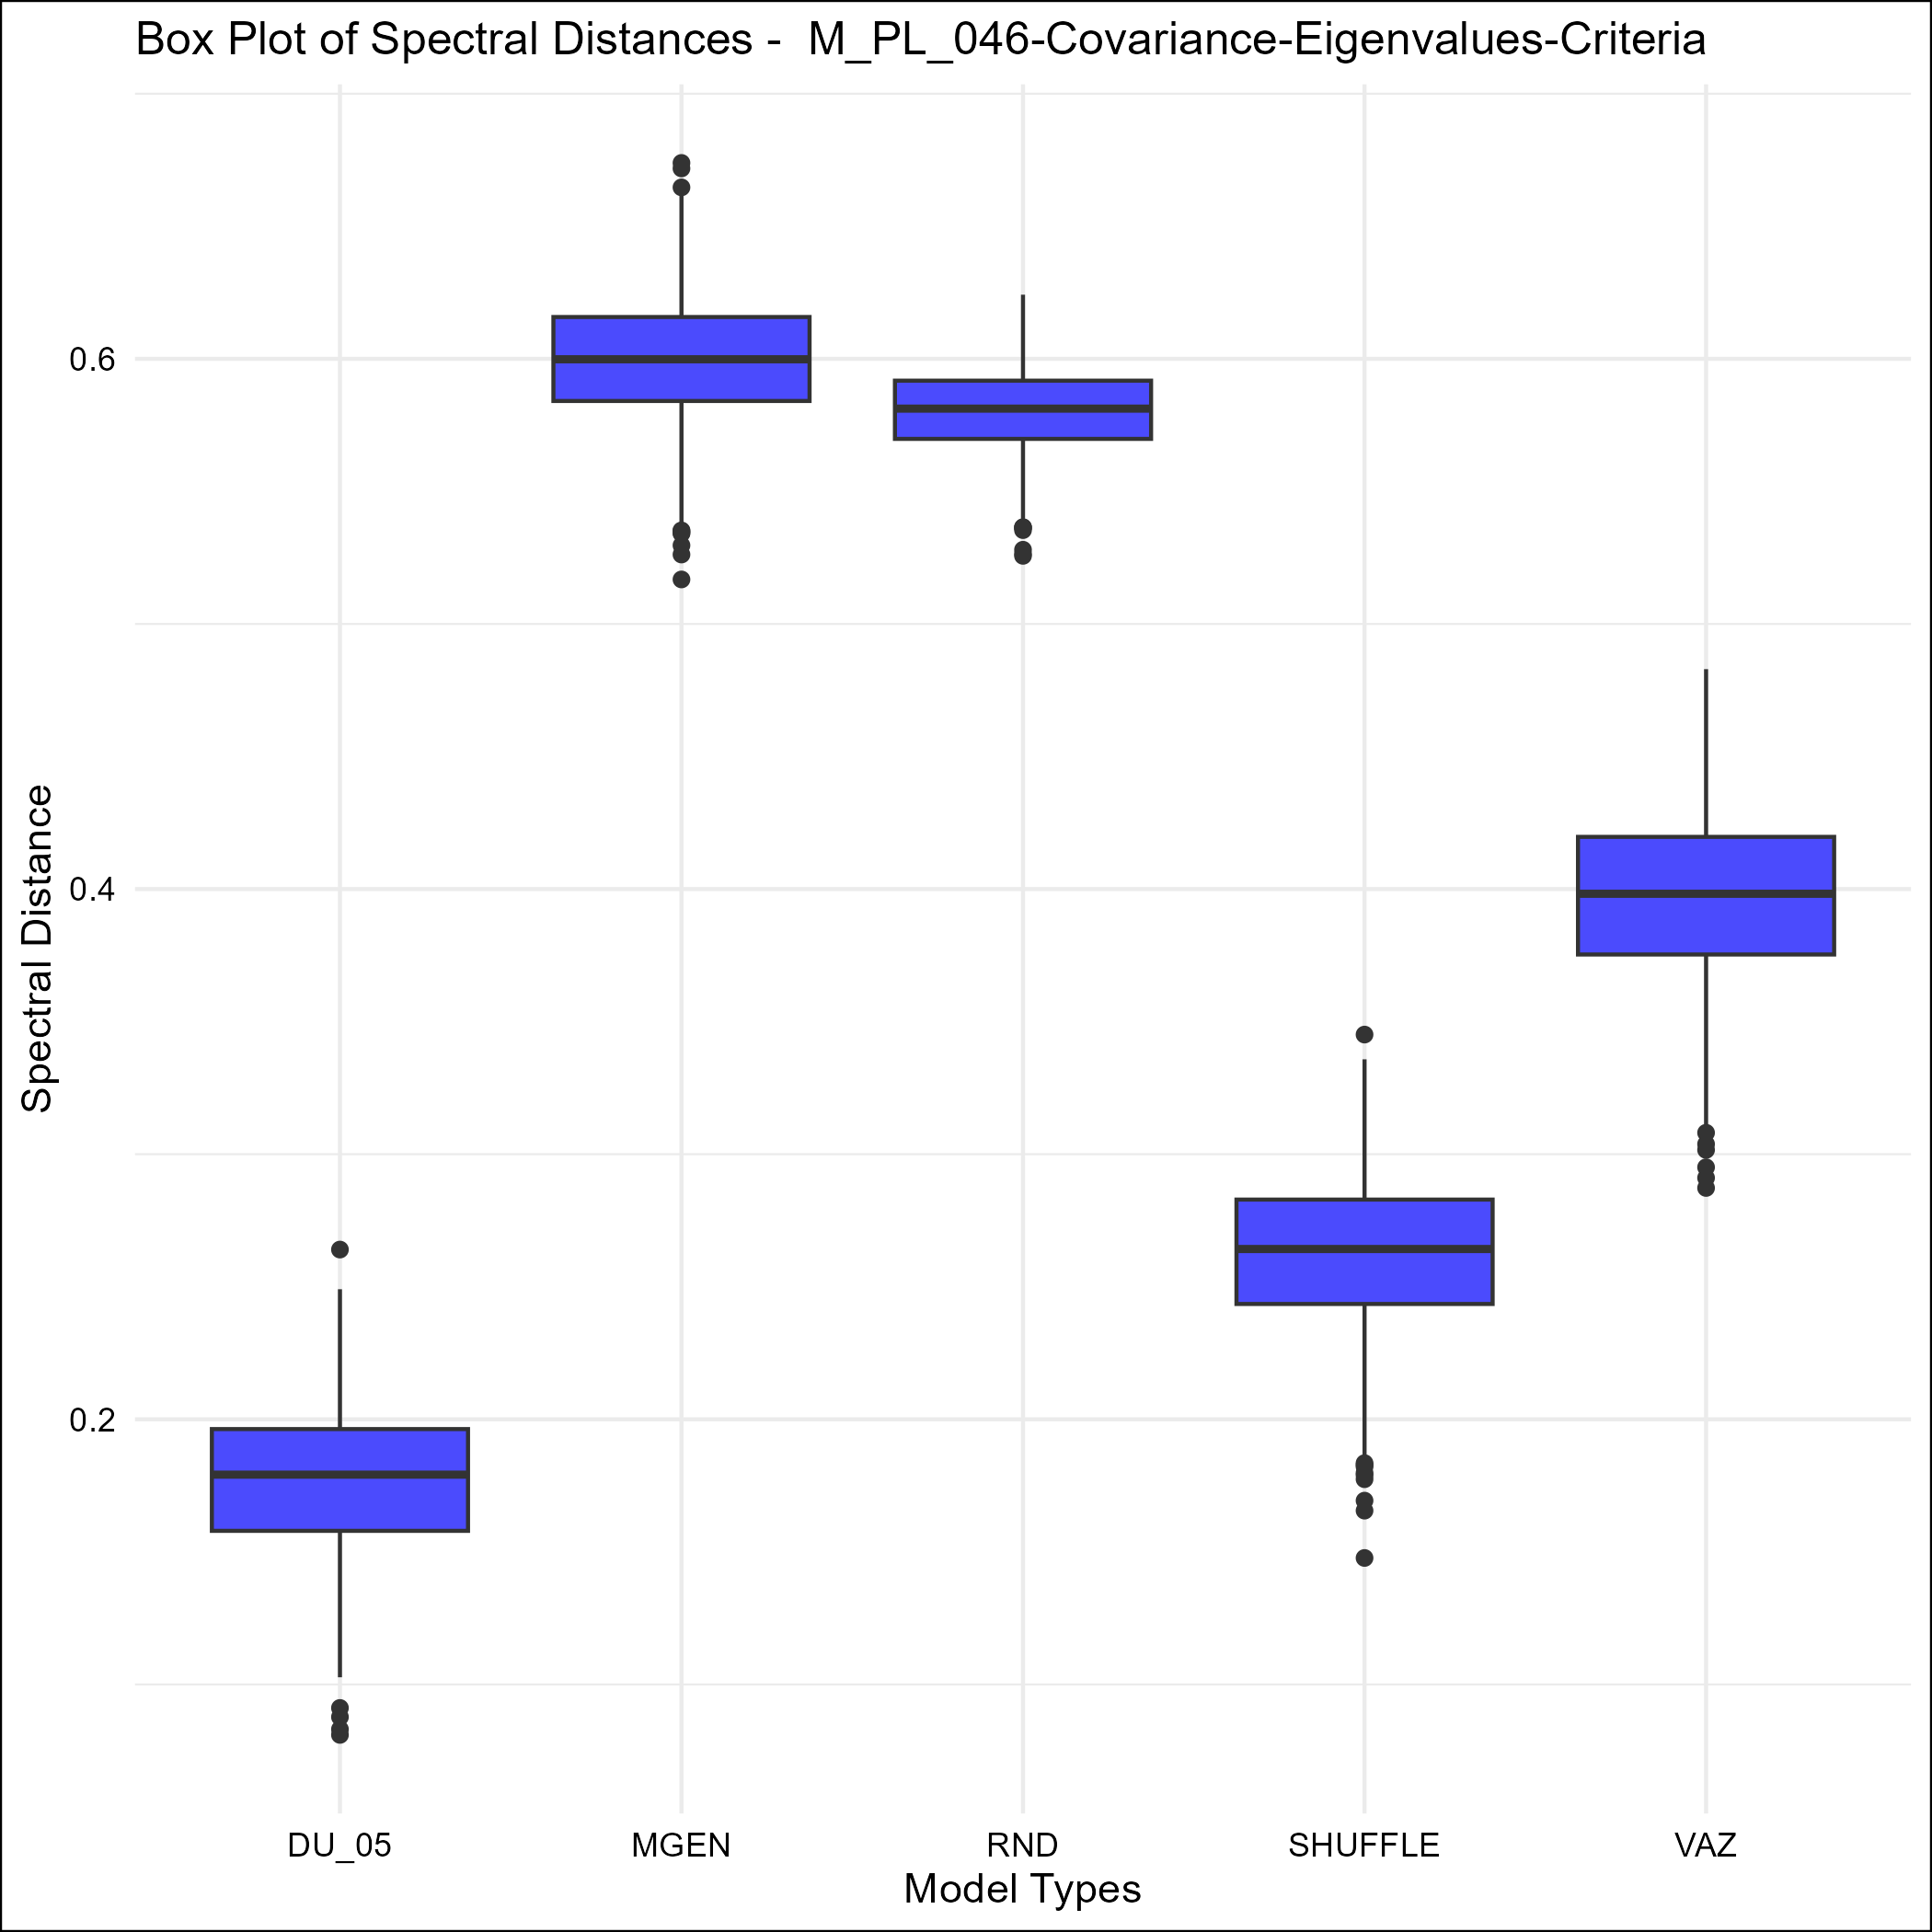 Box Plot of Spectral Distances -  M_PL_046-Covariance-Eigenvalues-Criteria
Spectral Distance
0.6
0.4
0.2
DU_05 MGEN RND SHUFFLE VAZ
Model Types